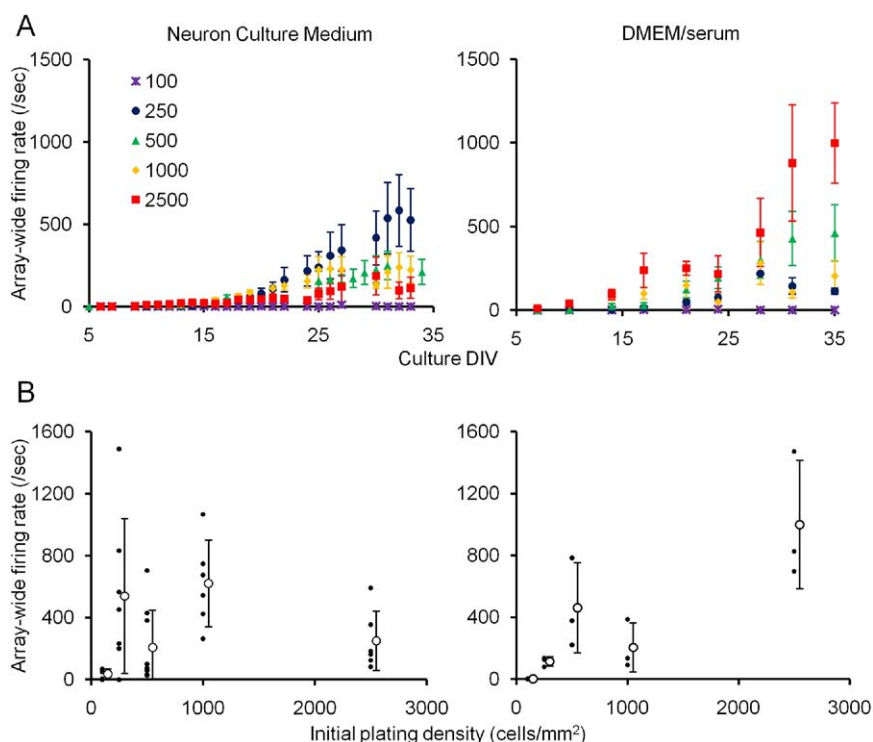 A
Neuron Culture Medium
DMEM/serum
Array-wide firing rate (/sec)
1500
1000
500
0
100
250
500
1000
2500
5 15 25 35
1500
1000
500
0
5 15 25 35
Culture DIV
B
Array-wide firing rate (/sec)
1600
1200
800
400
0
0 1000 2000 3000
1600
1200
800
400
0
0 1000 2000 3000
Initial plating density (cells/mm²)